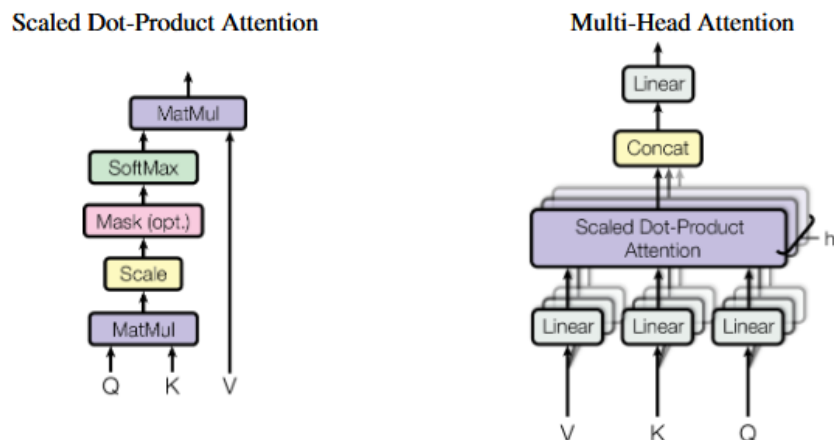 Scaled Dot-Product Attention
MatMul
SoftMax
Mask (opt.)
Scale
MatMul
Q K V
Multi-Head Attention
Linear
Concat
Scaled Dot-Product
Attention
h
Linear Linear Linear
V K Q